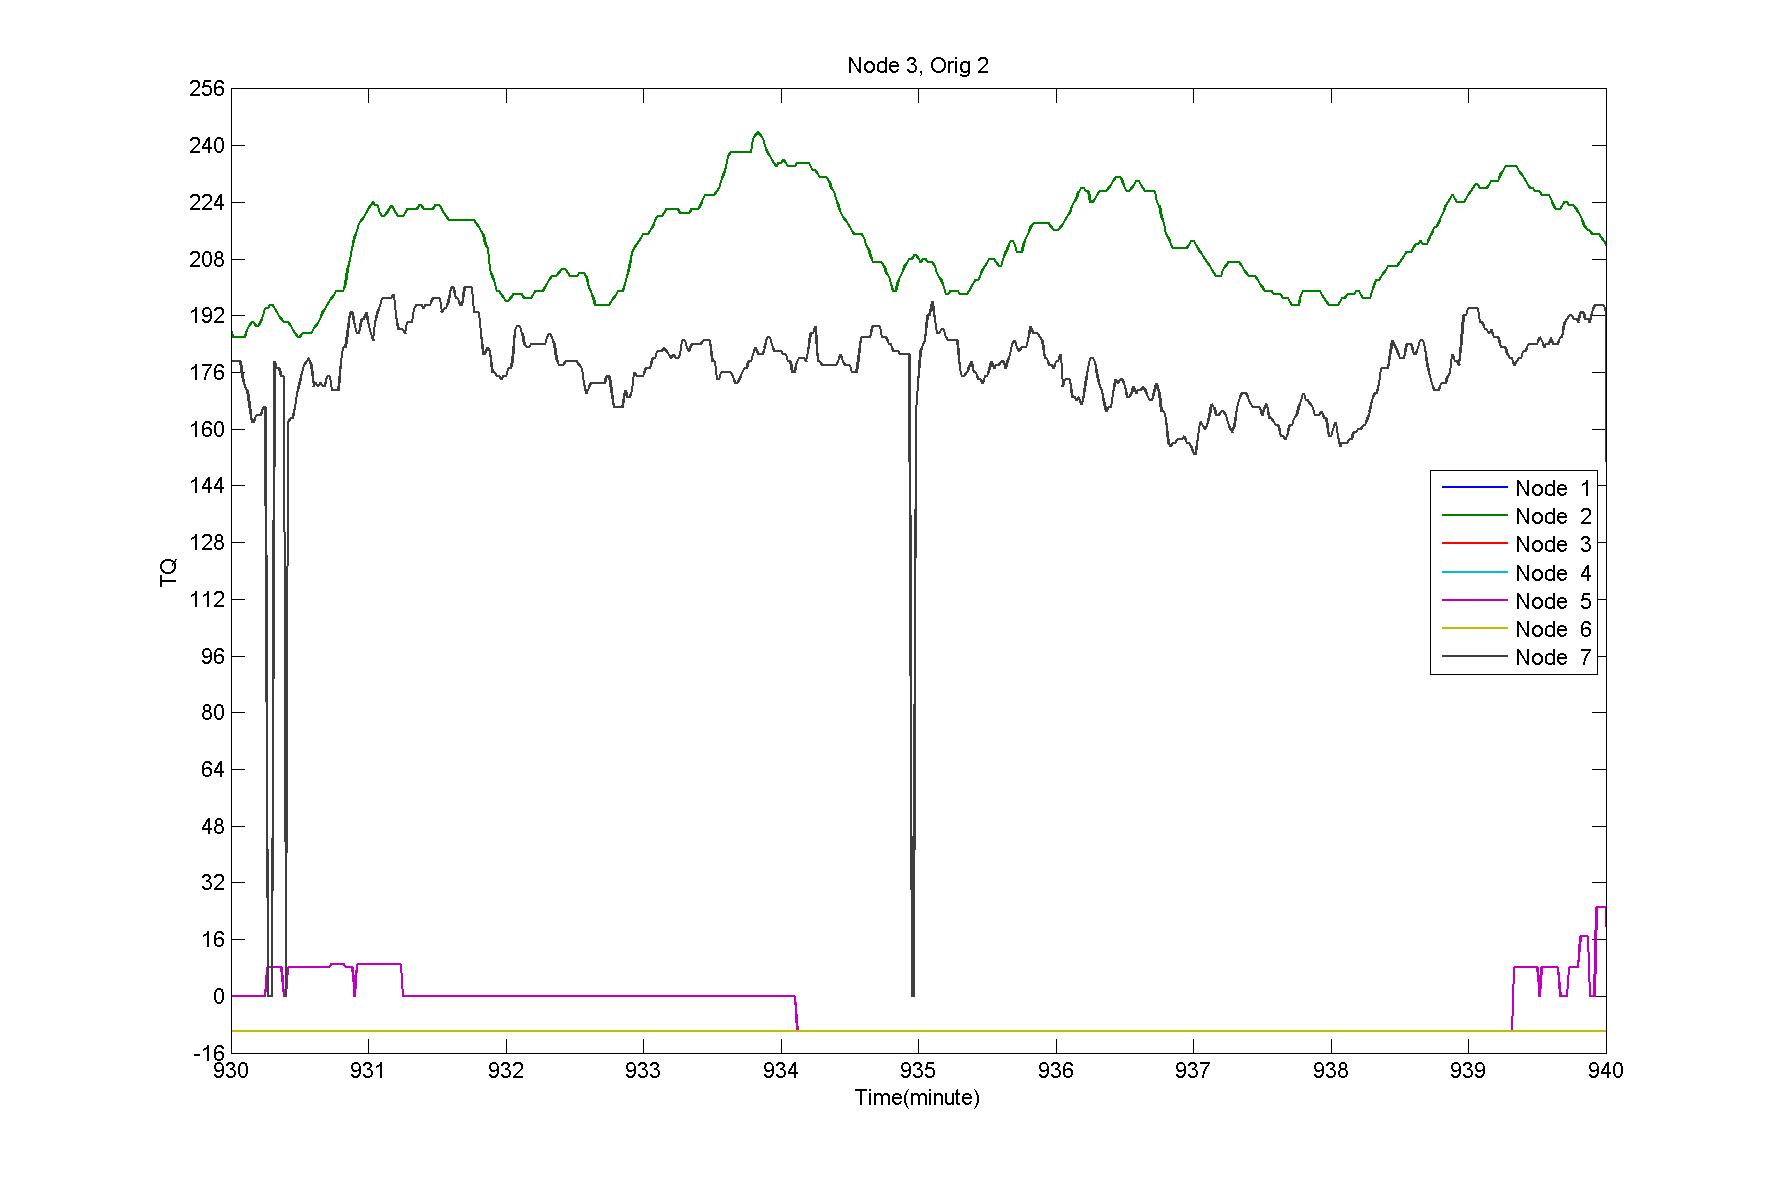 Node 3, Orig 2
256
240
224
208
192
176
160
144
128
112
96
80
64
48
32
16
0
-16
TQ
Node 1
Node 2
Node 3
Node 4
Node 5
Node 6
Node 7
930 931 932 933 934 935 936 937 938 939 940
Time(minute)